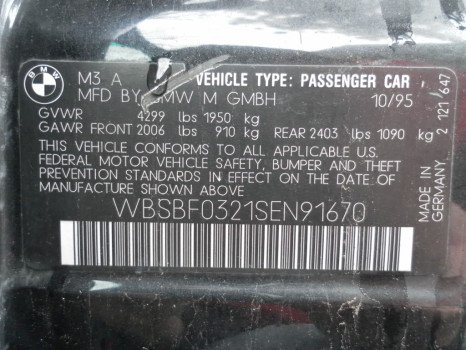 BMW
M3 A VEHICLE TYPE: PASSENGER CAR
MFD BY BMW M GMBH 10/95
GVWR 4299 lbs 1950 kg
GAWR FRONT 2006 lbs 910 kg REAR 2403 lbs 1090 kg
THIS VEHICLE CONFORMS TO ALL APPLICABLE U.S.
FEDERAL MOTOR VEHICLE SAFETY, BUMPER AND THEFT
PREVENTION STANDARDS IN EFFECT ON THE DATE OF
MANUFACTURE SHOWN ABOVE.
WBSBF0321SEN91670
MADE IN GERMANY 2 121 647